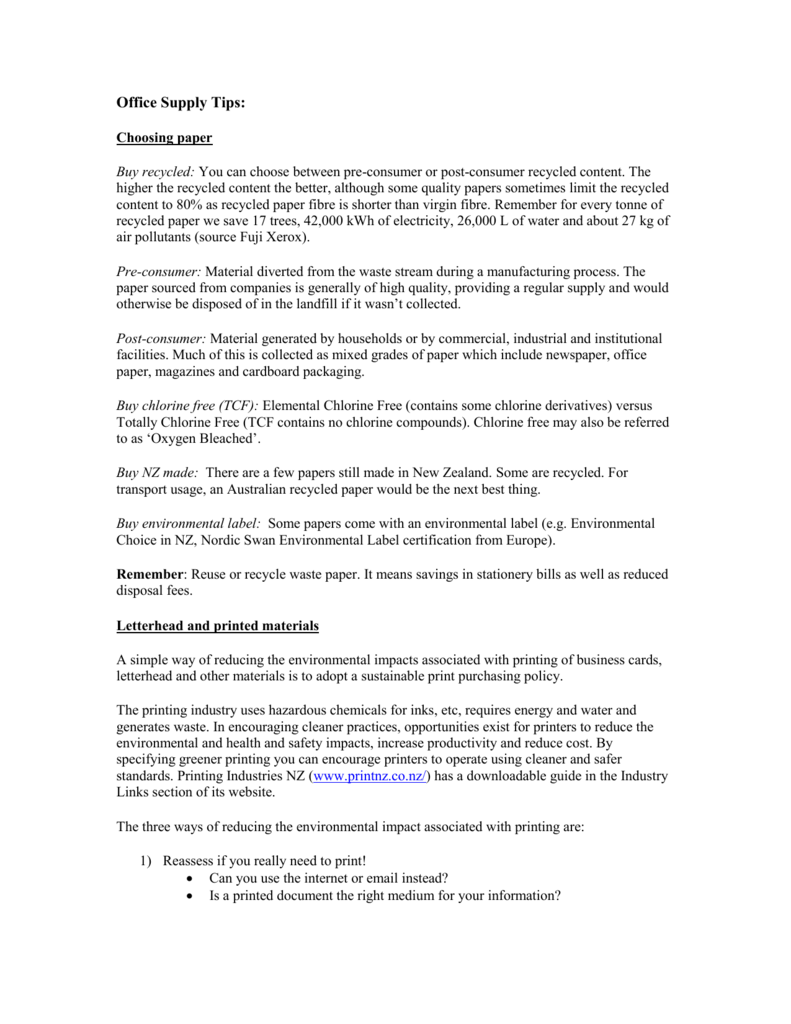 Office Supply Tips:
Choosing paper
Buy recycled: You can choose between pre-consumer or post-consumer recycled content. The
higher the recycled content the better, although some quality papers sometimes limit the recycled
content to 80% as recycled paper fibre is shorter than virgin fibre. Remember for every tonne of
recycled paper we save 17 trees, 42,000 kWh of electricity, 26,000 L of water and about 27 kg of
air pollutants (source Fuji Xerox).
Pre-consumer: Material diverted from the waste stream during a manufacturing process. The
paper sourced from companies is generally of high quality, providing a regular supply and would
otherwise be disposed of in the landfill if it wasn’t collected.
Post-consumer: Material generated by households or by commercial, industrial and institutional
facilities. Much of this is collected as mixed grades of paper which include newspaper, office
paper, magazines and cardboard packaging.
Buy chlorine free (TCF): Elemental Chlorine Free (contains some chlorine derivatives) versus
Totally Chlorine Free (TCF contains no chlorine compounds). Chlorine free may also be referred
to as ‘Oxygen Bleached’.
Buy NZ made:  There are a few papers still made in New Zealand. Some are recycled. For
transport usage, an Australian recycled paper would be the next best thing.
Buy environmental label:  Some papers come with an environmental label (e.g. Environmental
Choice in NZ, Nordic Swan Environmental Label certification from Europe).
Remember: Reuse or recycle waste paper. It means savings in stationery bills as well as reduced
disposal fees.
Letterhead and printed materials
A simple way of reducing the environmental impacts associated with printing of business cards,
letterhead and other materials is to adopt a sustainable print purchasing policy.
The printing industry uses hazardous chemicals for inks, etc, requires energy and water and
generates waste. In encouraging cleaner practices, opportunities exist for printers to reduce the
environmental and health and safety impacts, increase productivity and reduce cost. By
specifying greener printing you can encourage printers to operate using cleaner and safer
standards. Printing Industries NZ (www.printnz.co.nz/) has a downloadable guide in the Industry
Links section of its website.
The three ways of reducing the environmental impact associated with printing are:
1) Reassess if you really need to print!
• Can you use the internet or email instead?
• Is a printed document the right medium for your information?